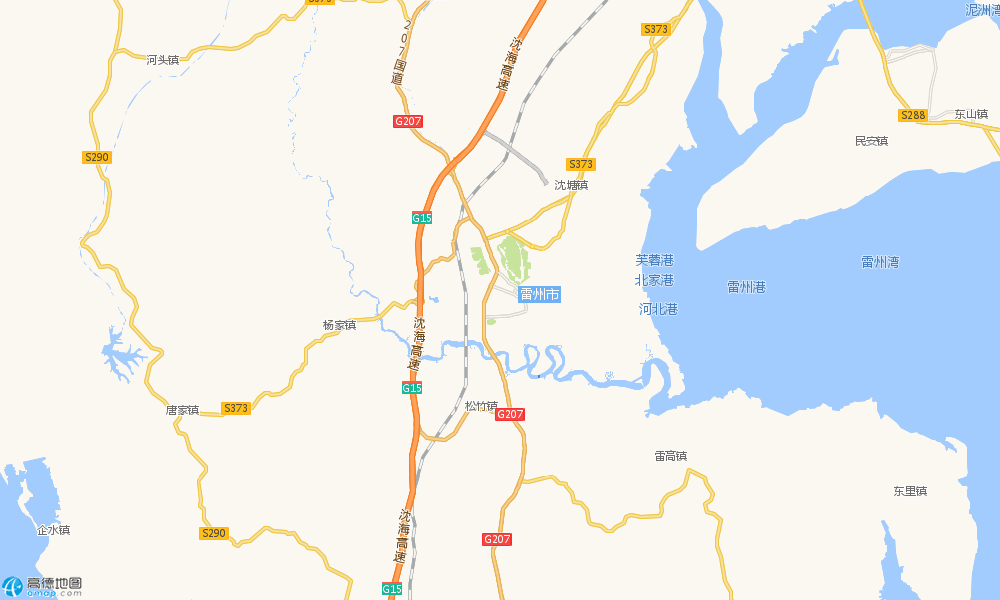 S376
泥洲湾
S373
207国道
沈海高速
河头镇
G207
S288
东山镇
民安镇
S290
S373
沈塘镇
G15
芙蓉港
雷州湾
北家港
雷州港
雷州市
河北港
杨家镇
沈海高速
G15
唐家镇
S373
松竹镇
G207
雷高镇
东里镇
企水镇
S290
沈海高速
G207
G15
高德地图
amap.com